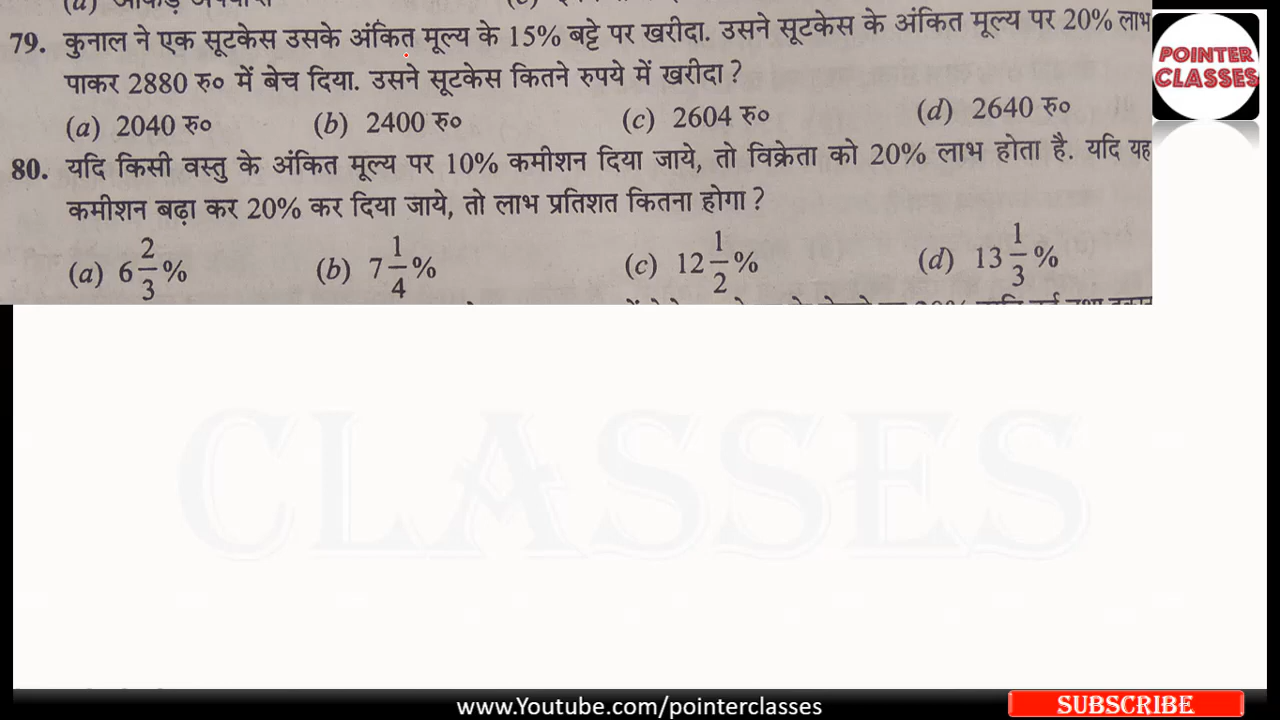 79. कुनाल ने एक सूटकेस उसके अंकित मूल्य के 15% बट्टे पर खरीदा. उसने सूटकेस के अंकित मूल्य पर 20% लाभ
पाकर 2880 रु० में बेच दिया. उसने सूटकेस कितने रुपये में खरीदा ?
(a) 2040 रु० (b) 2400 रु० (c) 2604 रु० (d) 2640 रु०
80. यदि किसी वस्तु के अंकित मूल्य पर 10% कमीशन दिया जाये, तो विक्रेता को 20% लाभ होता है. यदि यह
कमीशन बढ़ा कर 20% कर दिया जाये, तो लाभ प्रतिशत कितना होगा ?
(a) 6 2/3 % (b) 7 1/4 % (c) 12 1/2 % (d) 13 1/3 %
POINTER
CLASSES
CLASSES
www.Youtube.com/pointerclasses
SUBSCRIBE